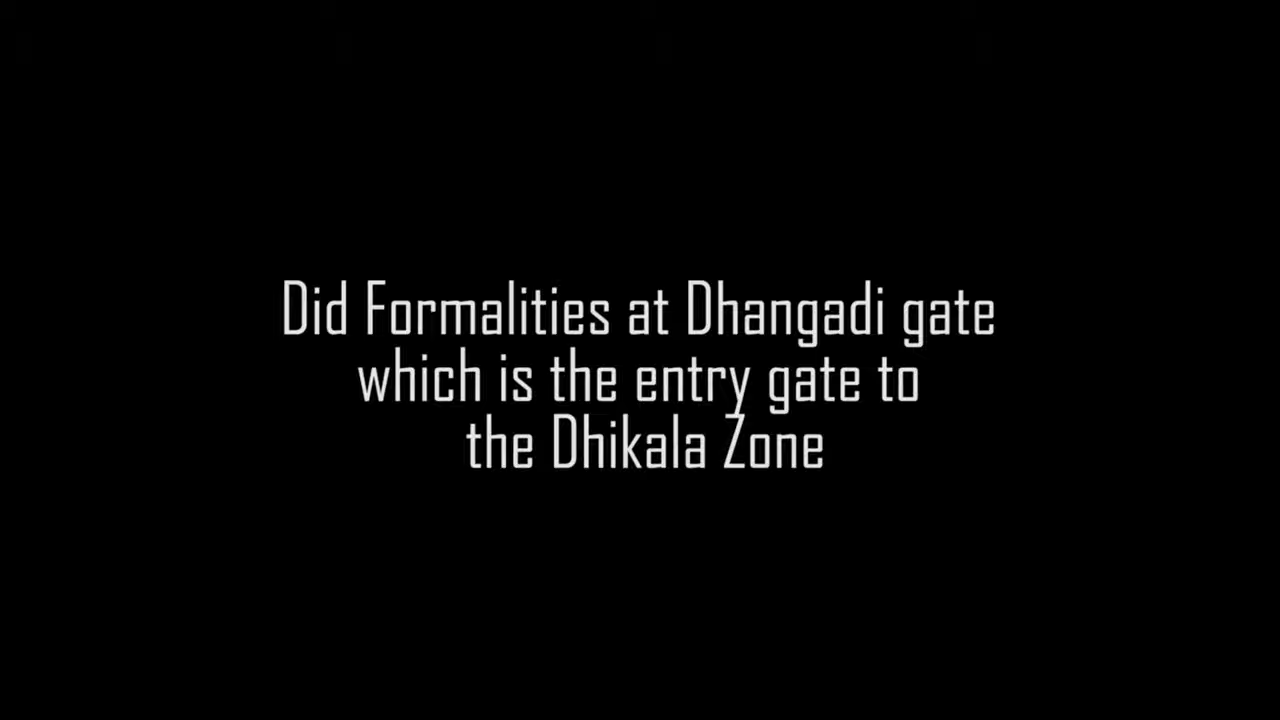 Did Formalities at Dhangadi gate
which is the entry gate to
the Dhikala Zone